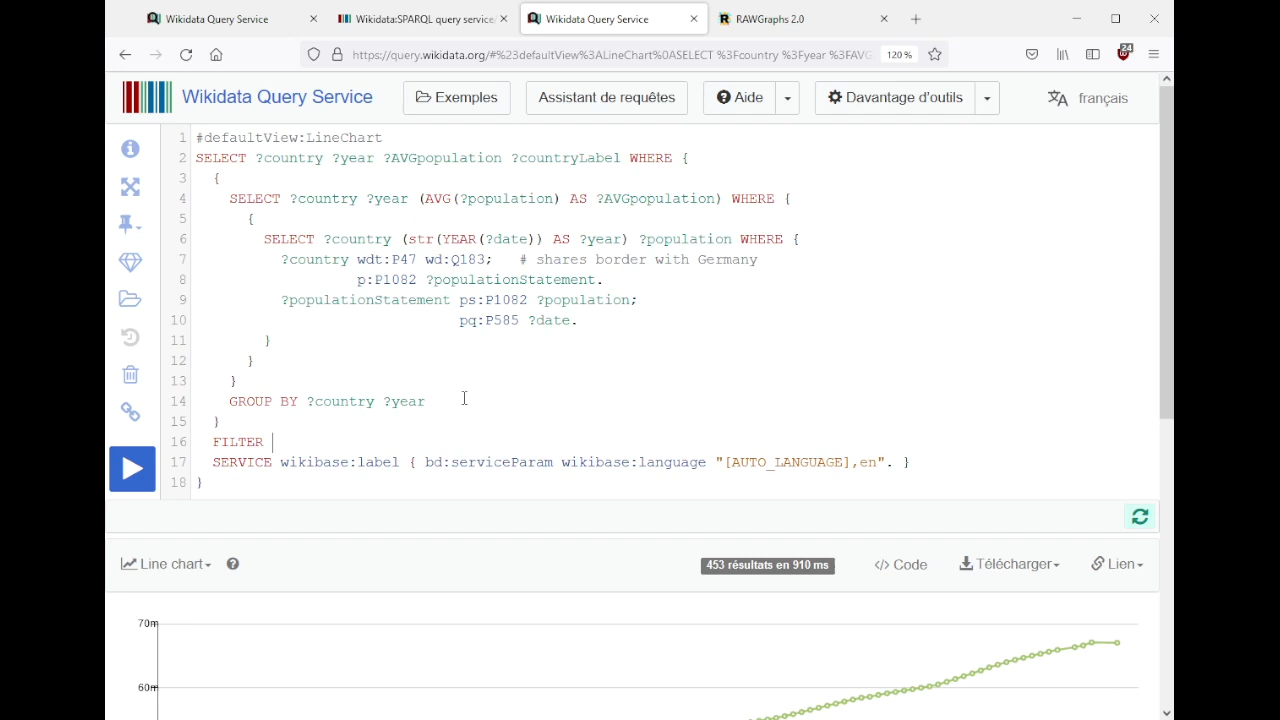 Wikidata Query Service
Wikidata:SPARQL query service/
Wikidata Query Service
RAWGraphs 2.0
https://query.wikidata.org/#%23defaultView%3ALineChart%0ASELECT %3Fcountry %3Fyear %3FAVG
120 %
24
Wikidata Query Service
Exemples
Assistant de requêtes
Aide
Davantage d'outils
français
1 #defaultView:LineChart
2 SELECT ?country ?year ?AVGpopulation ?countryLabel WHERE {
3 {
4 SELECT ?country ?year (AVG(?population) AS ?AVGpopulation) WHERE {
5 {
6 SELECT ?country (str(YEAR(?date)) AS ?year) ?population WHERE {
7 ?country wdt:P47 wd:Q183; # shares border with Germany
8 p:P1082 ?populationStatement.
9 ?populationStatement ps:P1082 ?population;
10 pq:P585 ?date.
11 }
12 }
13 }
14 GROUP BY ?country ?year
15 }
16 FILTER
17 SERVICE wikibase:label { bd:serviceParam wikibase:language "[AUTO_LANGUAGE],en". }
18 }
Line chart
453 résultats en 910 ms
</> Code
Télécharger
Lien
70m
60m